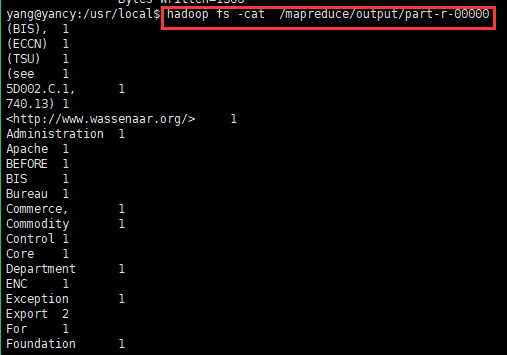 Bytes Written=1306
yang@yancy:/usr/local$ hadoop fs -cat /mapreduce/output/part-r-00000
(BIS), 1
(ECCN) 1
(TSU) 1
(see 1
5D002.C.1, 1
740.13) 1
<http://www.wassenaar.org/> 1
Administration 1
Apache 1
BEFORE 1
BIS 1
Bureau 1
Commerce, 1
Commodity 1
Control 1
Core 1
Department 1
ENC 1
Exception 1
Export 2
For 1
Foundation 1